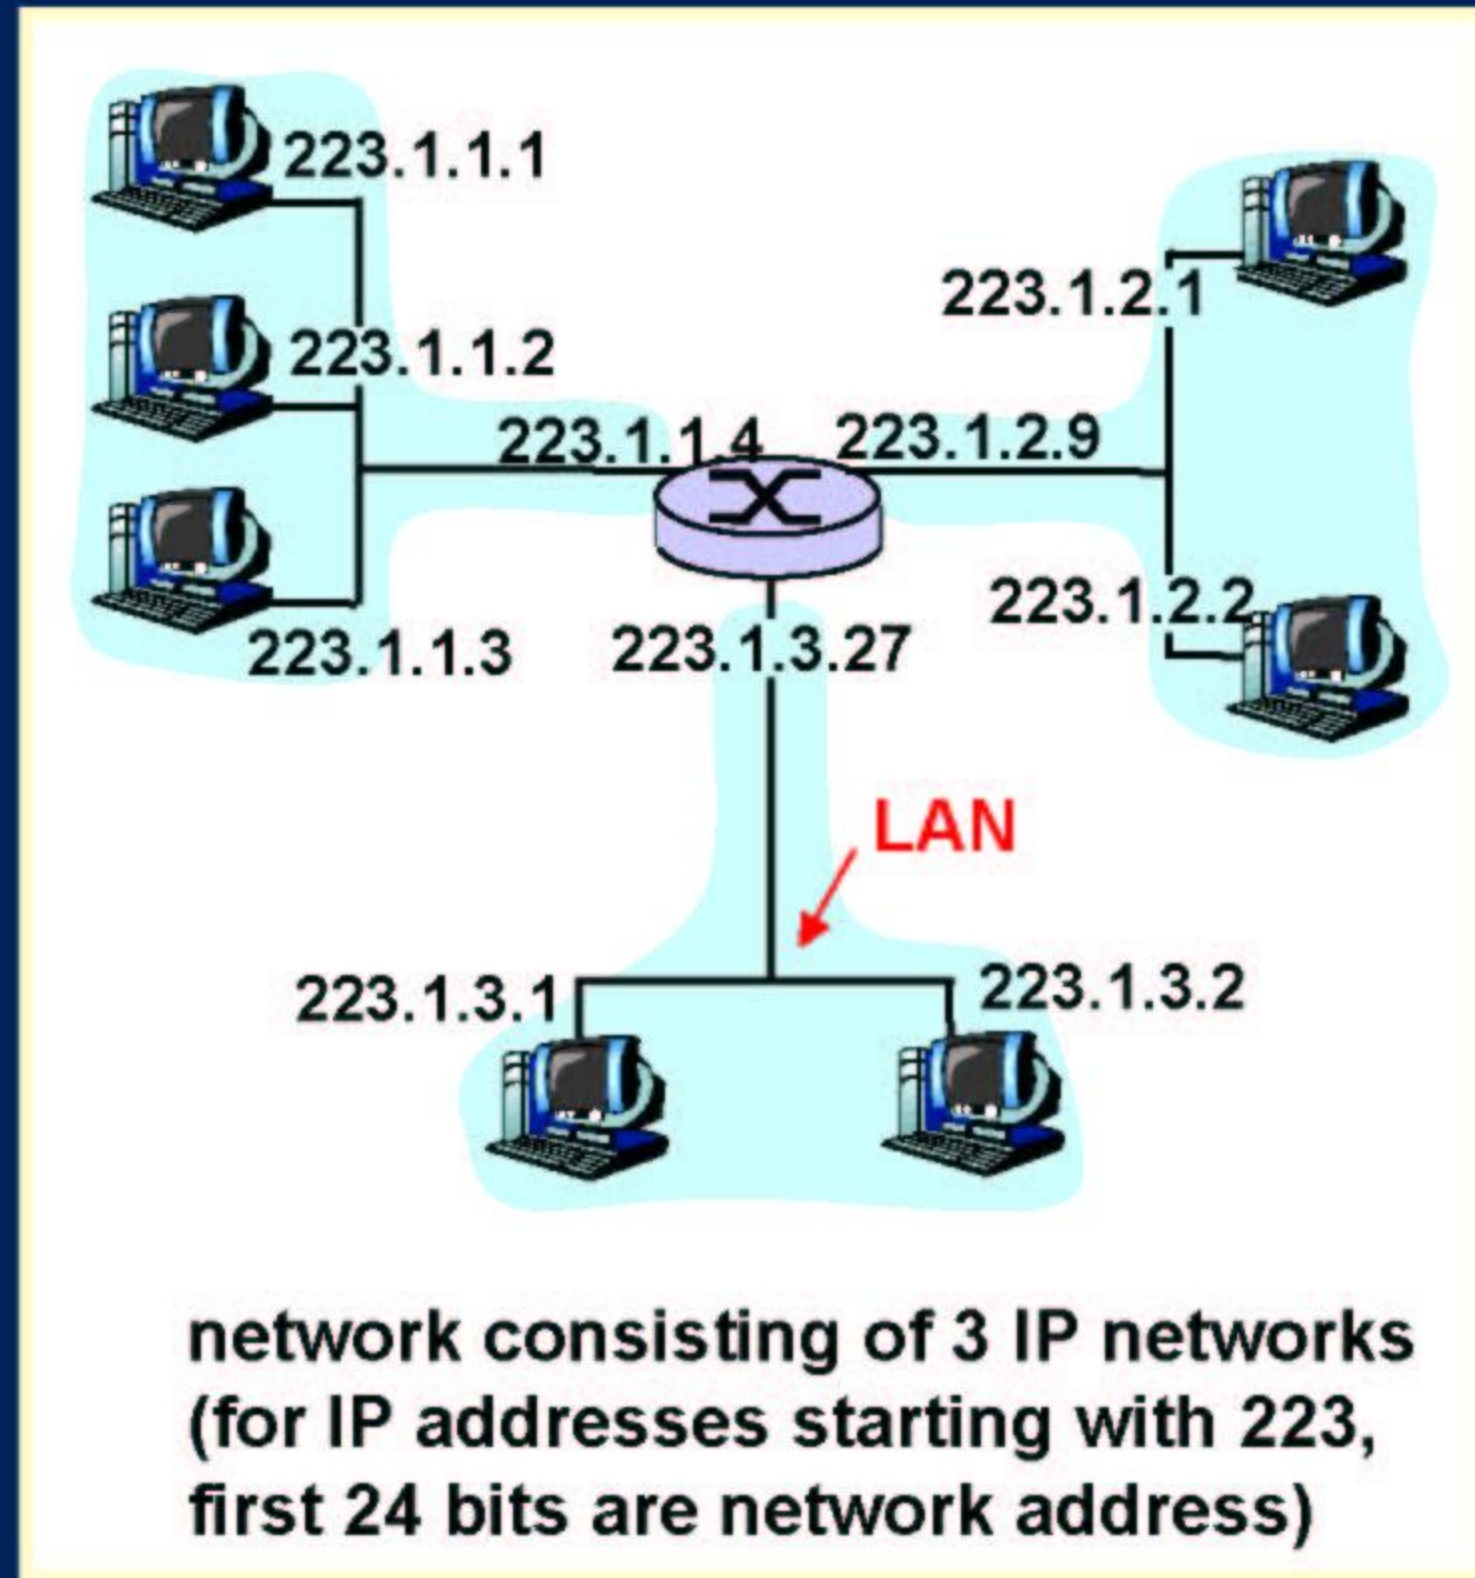 223.1.1.1
223.1.2.1
223.1.1.2
223.1.1.4
223.1.2.9
223.1.2.2
223.1.1.3
223.1.3.27
LAN
223.1.3.1
223.1.3.2
network consisting of 3 IP networks
(for IP addresses starting with 223,
first 24 bits are network address)